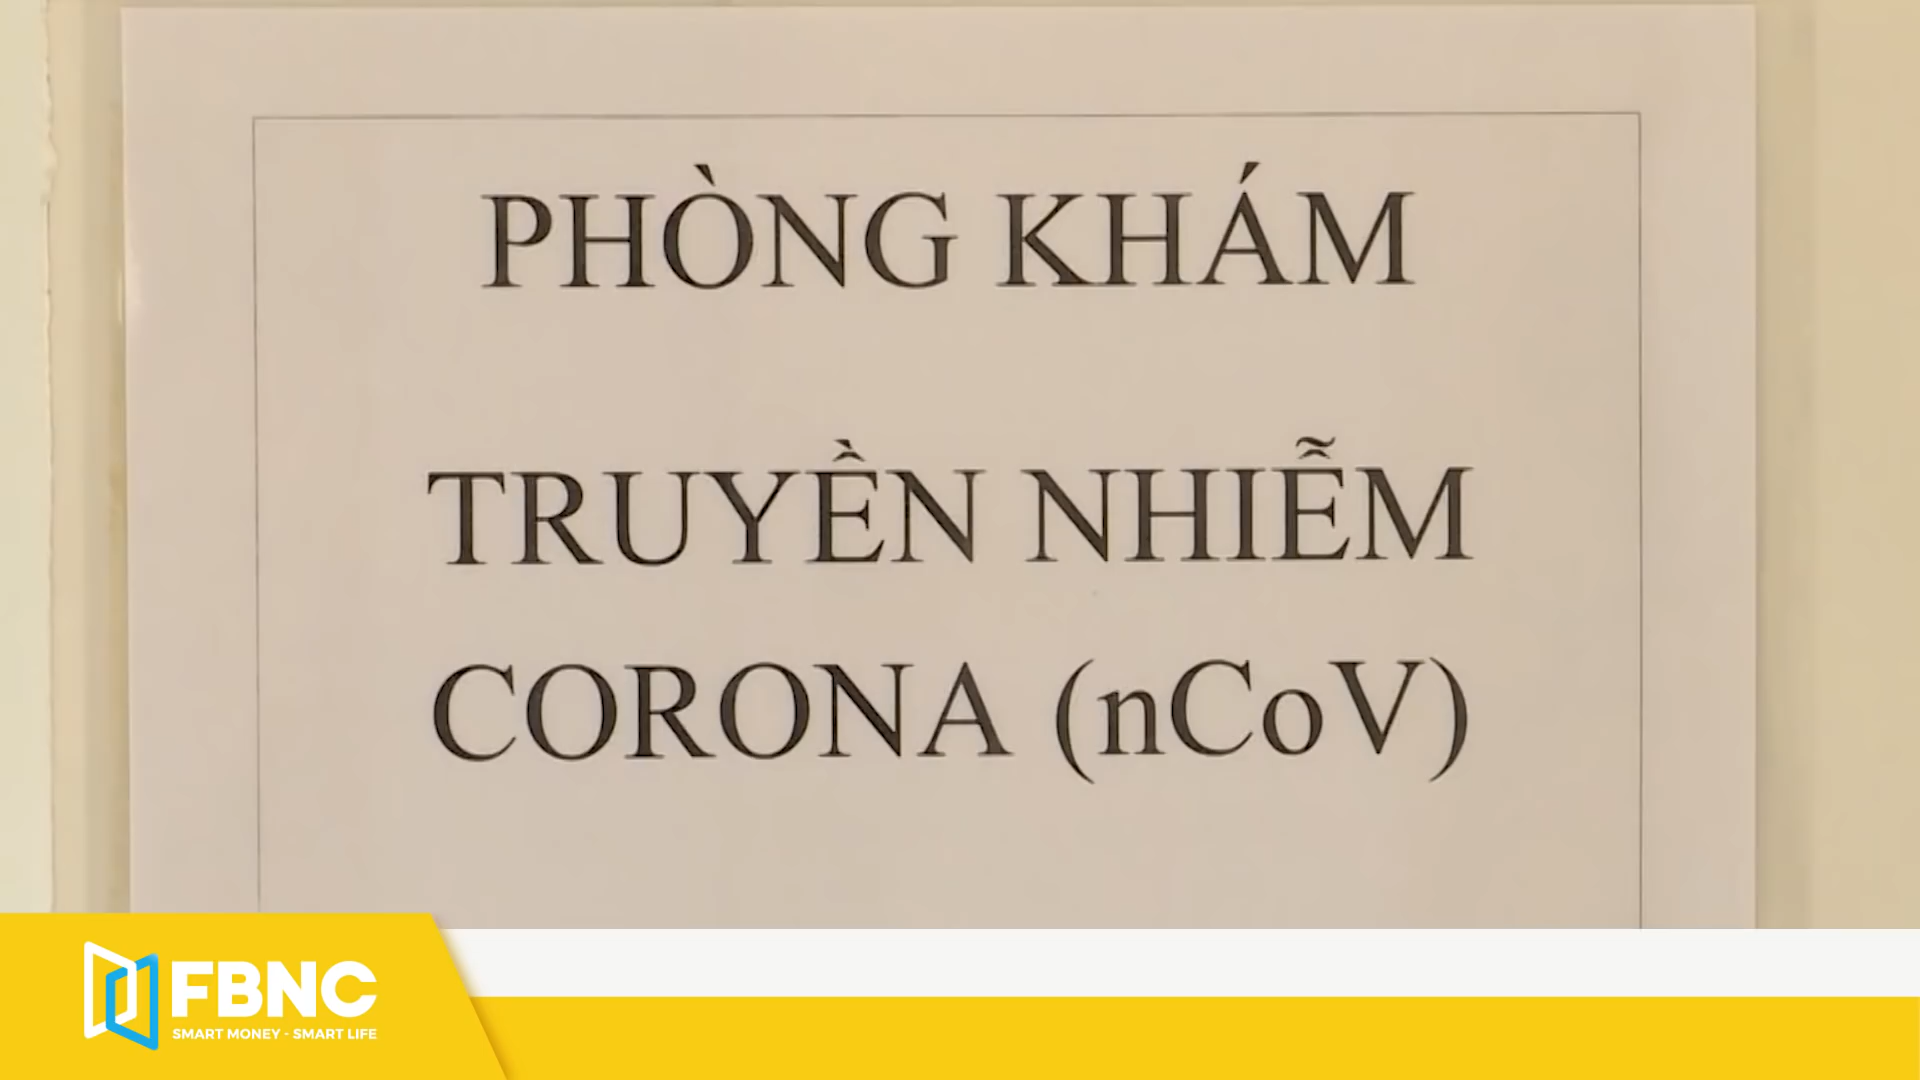 PHÒNG KHÁM
TRUYỀN NHIỄM
CORONA (nCoV)
FBNC
SMART MONEY - SMART LIFE